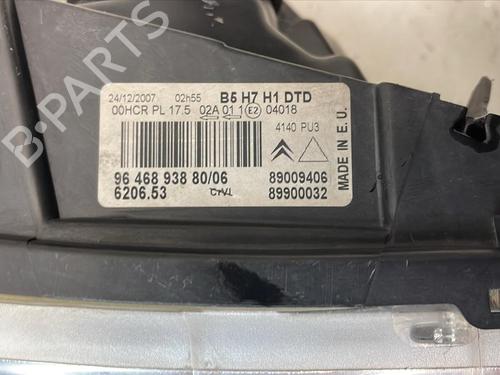 24/12/2007 02h55 B5 H7 H1 DTD
00HCR PL 17.5 02A 01 1 E2 04018
4140 PU3
96 468 938 80/06 89009406
6206.53 89900032
MADE IN E.U.
B-PARTS